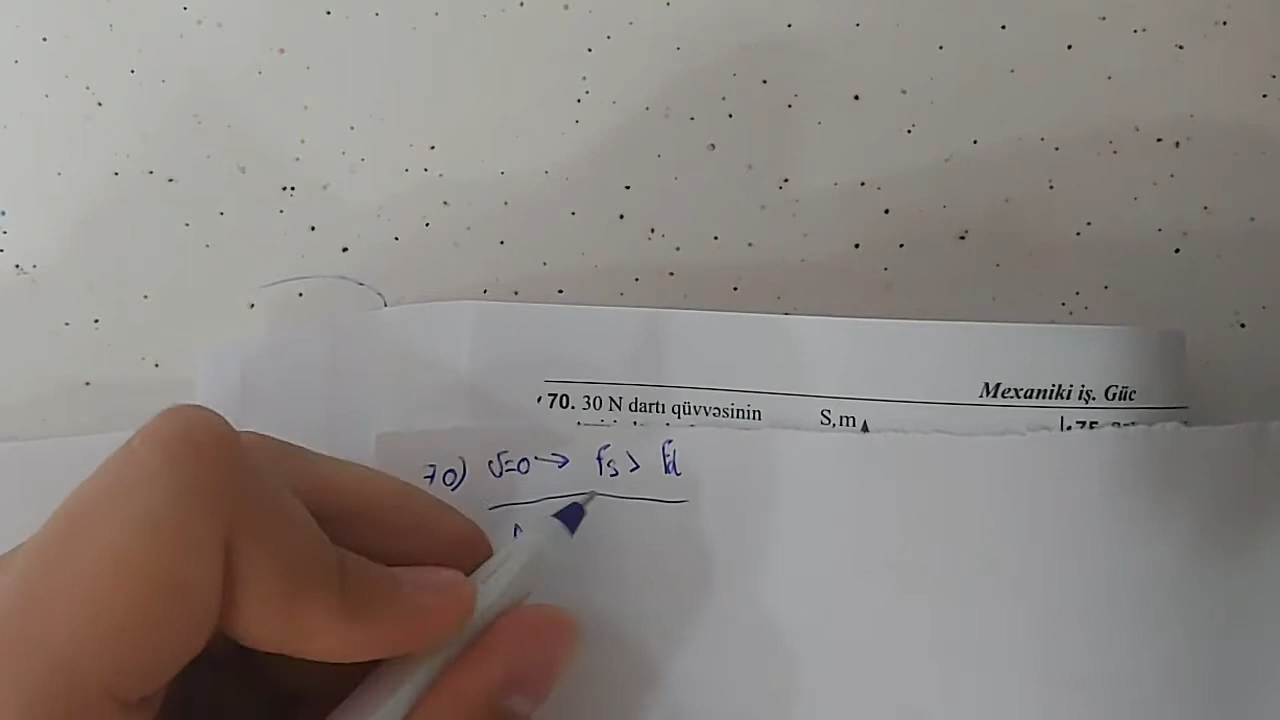 Mexaniki iş. Güc
70. 30 N dartı qüvvəsinin
S,m
70) υ=0 → Fs > Fd